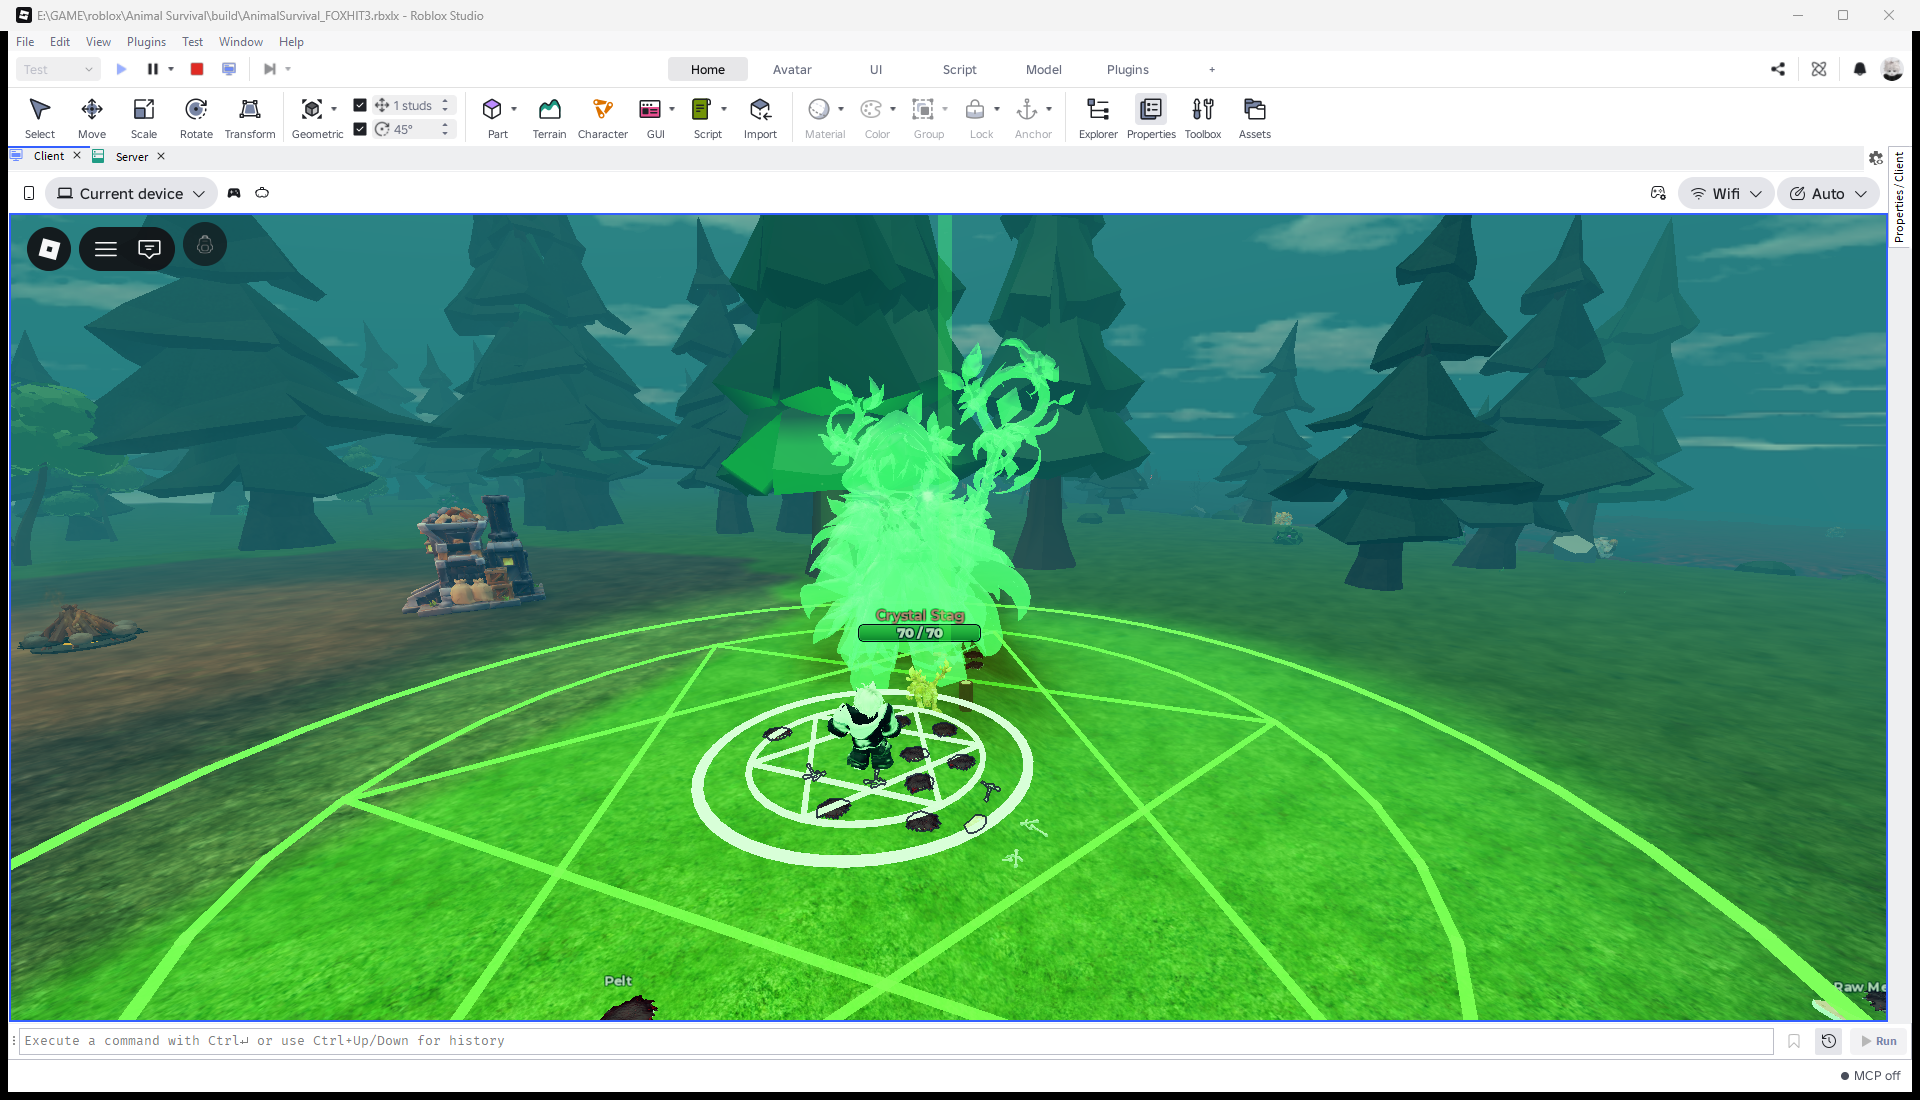 E:\GAME\roblox\Animal Survival\build\AnimalSurvival_FOXHIT3.rbxlx - Roblox Studio
File Edit View Plugins Test Window Help
Test
Home Avatar UI Script Model Plugins +
1 studs
45°
Select Move Scale Rotate Transform Geometric Part Terrain Character GUI Script Import Material Color Group Lock Anchor Explorer Properties Toolbox Assets
Client Server
Properties / Client
Current device
Wifi Auto
Crystal Stag
70 / 70
Pelt
Raw Me
Execute a command with Ctrl↵ or use Ctrl+Up/Down for history
Run
MCP off